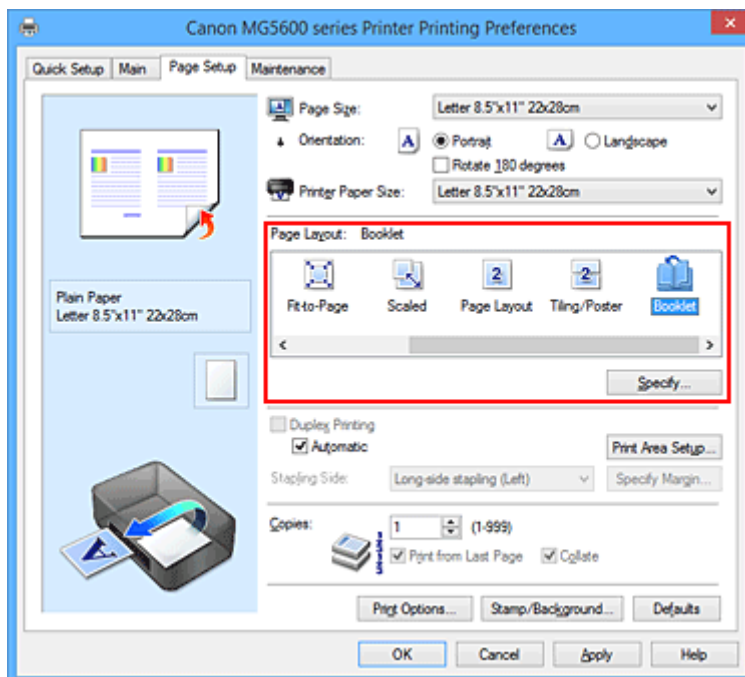 Canon MG5600 series Printer Printing Preferences
Quick Setup Main Page Setup Maintenance
Page Size: Letter 8.5"x11" 22x28cm
Orientation: A Portrait A Landscape
Rotate 180 degrees
Printer Paper Size: Letter 8.5"x11" 22x28cm
Page Layout: Booklet
Fit-to-Page Scaled Page Layout Tiling/Poster Booklet
Specify...
Plain Paper
Letter 8.5"x11" 22x28cm
Duplex Printing
Automatic Print Area Setup...
Stapling Side: Long-side stapling (Left) Specify Margin...
Copies: 1 (1-999)
Print from Last Page Collate
Print Options... Stamp/Background... Defaults
OK Cancel Apply Help